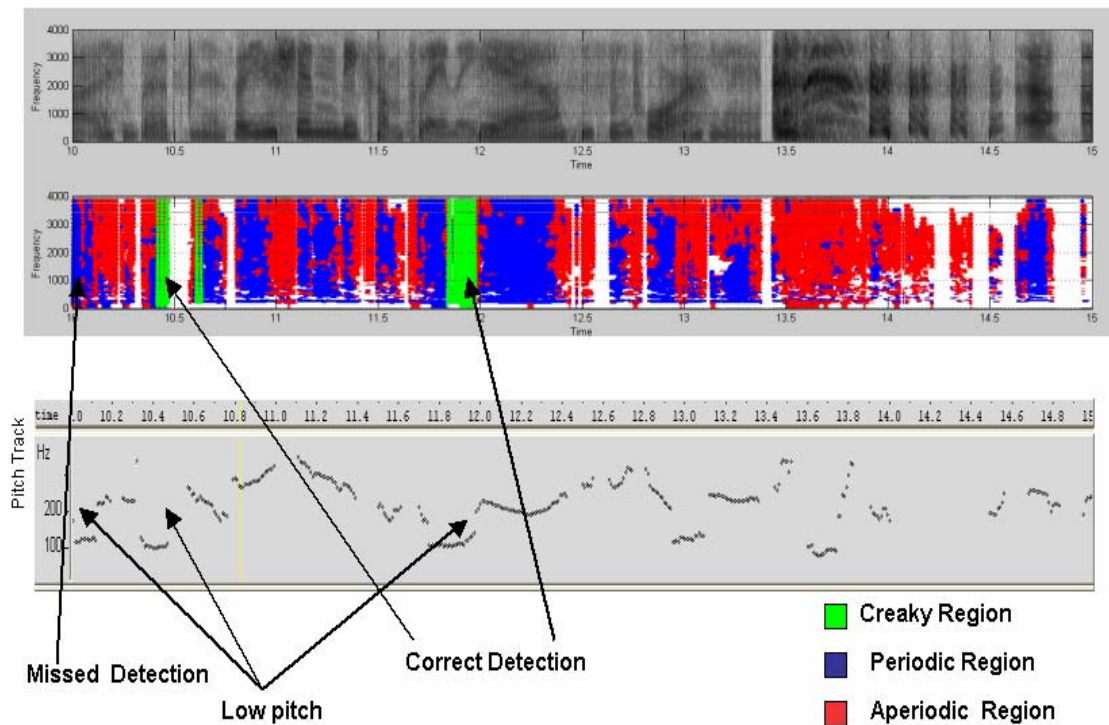 4000
3000
2000
1000
0
Frequency
10 10.5 11 11.5 12 12.5 13 13.5 14 14.5 15
Time
4000
3000
2000
1000
0
Frequency
10 10.5 11 11.5 12 12.5 13 13.5 14 14.5 15
Time
Pitch Track
time .0 10.2 10.4 10.6 10.8 11.0 11.2 11.4 11.6 11.8 12.0 12.2 12.4 12.6 12.8 13.0 13.2 13.4 13.6 13.8 14.0 14.2 14.4 14.6 14.8 15
Hz
200
100
Missed Detection
Low pitch
Correct Detection
Creaky Region
Periodic Region
Aperiodic Region